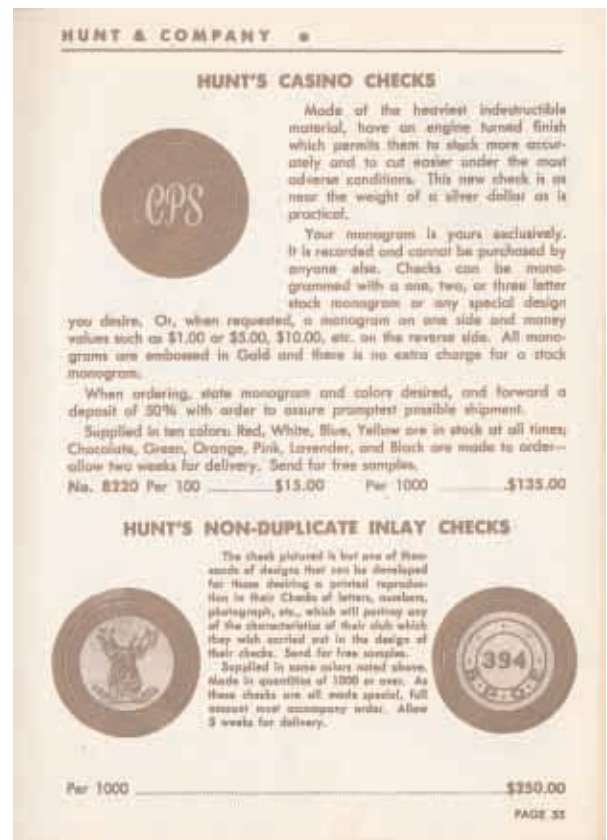 HUNT & COMPANY
HUNT'S CASINO CHECKS
Made of the heaviest indestructible
material, have an engine turned finish
which permits them to stack more accur-
ately and to cut easier under the most
adverse conditions. This new check is as
near the weight of a silver dollar as is
practical.
CPS
Your monogram is yours exclusively.
It is recorded and cannot be purchased by
anyone else. Checks can be mono-
grammed with a one, two, or three letter
stock monogram or any special design
you desire. Or, when requested, a monogram on one side and money
values such as $1.00 or $5.00, $10.00, etc. on the reverse side. All mono-
grams are embossed in Gold and there is no extra charge for a stock
monogram.
When ordering, state monogram and colors desired, and forward a
deposit of 50% with order to assure promptest possible shipment.
Supplied in ten colors: Red, White, Blue, Yellow are in stock at all times;
Chocolate, Green, Orange, Pink, Lavender, and Black are made to order—
allow two weeks for delivery. Send for free samples.
No. 8220 Per 100 $15.00 Per 1000 $135.00
HUNT'S NON-DUPLICATE INLAY CHECKS
The check pictured is but one of thou-
sands of designs that can be developed
for those desiring a printed reproduc-
tion in their Checks of letters, numbers,
photograph, etc., which will portray any
of the characteristics of their club which
they wish carried out in the design of
their checks. Send for free samples.
Supplied in same colors noted above.
Made in quantities of 1000 or over. As
these checks are all made special, full
amount must accompany order. Allow
5 weeks for delivery.
394
B.P.O.E.
Per 1000 $250.00
PAGE 35